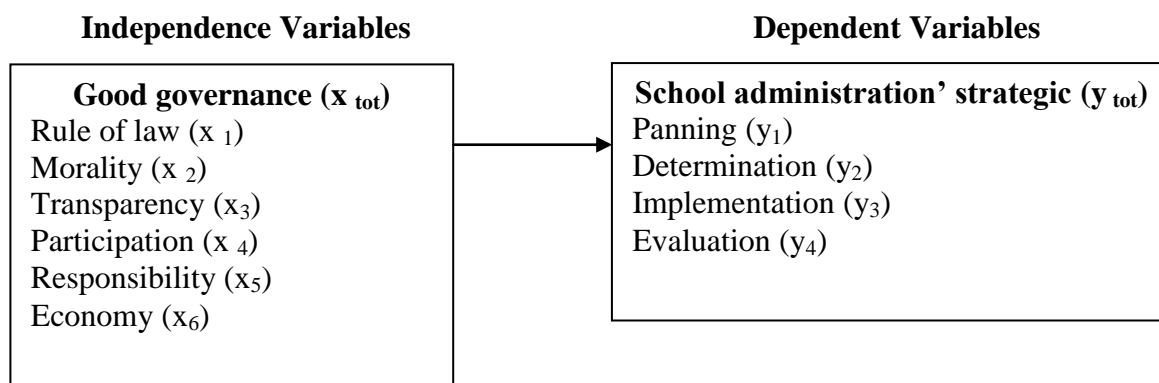 Independence Variables
Good governance (x tot)
Rule of law (x 1)
Morality (x 2)
Transparency (x3)
Participation (x 4)
Responsibility (x5)
Economy (x6)
Dependent Variables
School administration’ strategic (y tot)
Panning (y1)
Determination (y2)
Implementation (y3)
Evaluation (y4)